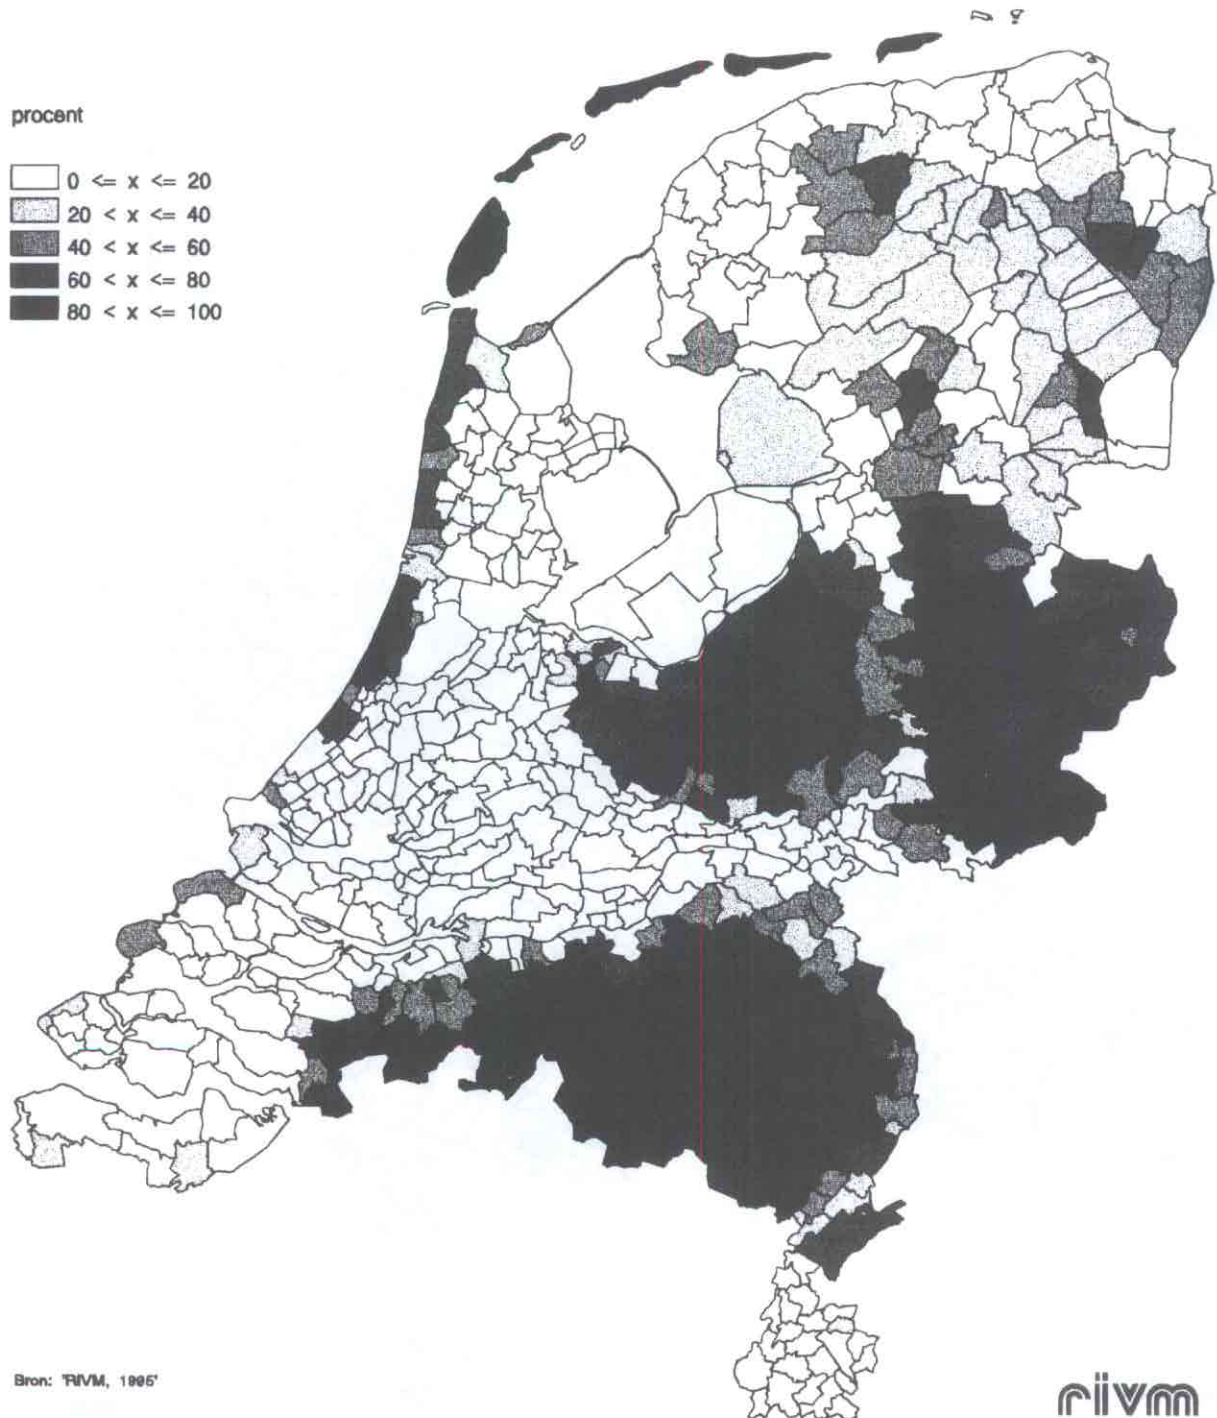 procent
0 <= x <= 20
20 < x <= 40
40 < x <= 60
60 < x <= 80
80 < x <= 100
Bron: "RIVM, 1995"
rivm